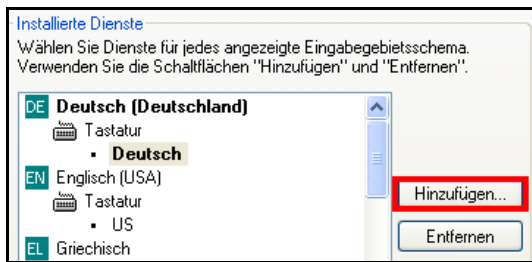 Installierte Dienste
Wählen Sie Dienste für jedes angezeigte Eingabegebietsschema.
Verwenden Sie die Schaltflächen "Hinzufügen" und "Entfernen".
DE Deutsch (Deutschland)
Tastatur
• Deutsch
EN Englisch (USA)
Tastatur
• US
EL Griechisch
Hinzufügen...
Entfernen